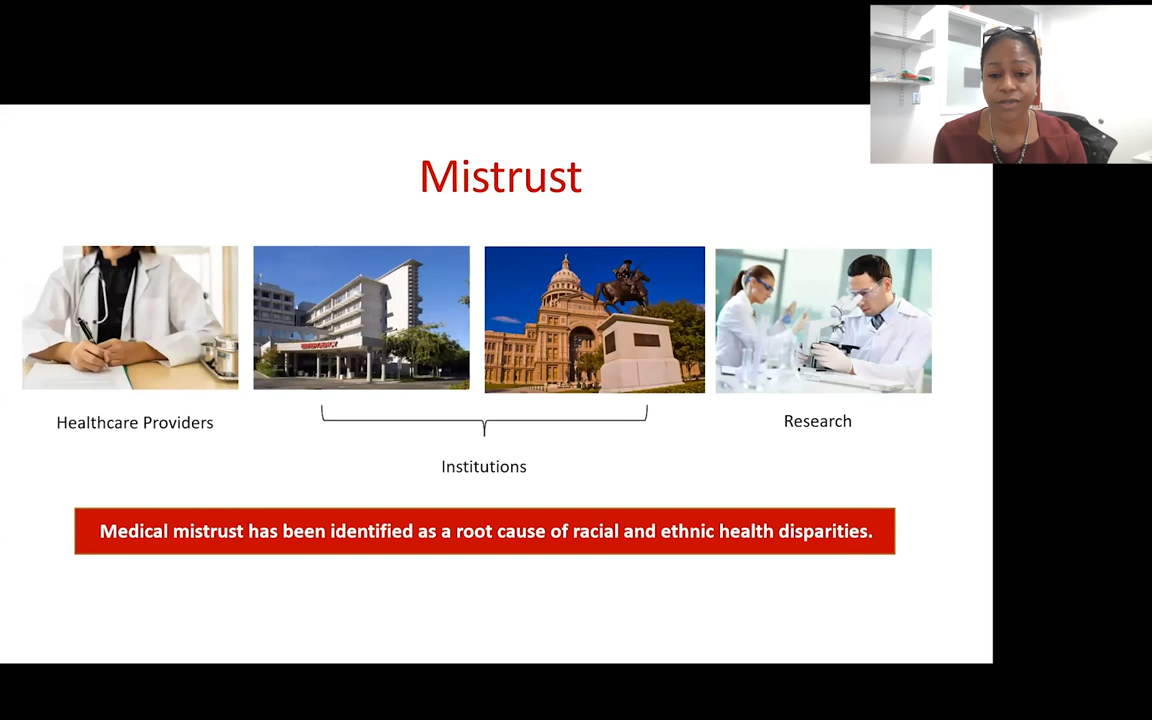 Mistrust
EMERGENCY
Healthcare Providers
Research
Institutions
Medical mistrust has been identified as a root cause of racial and ethnic health disparities.